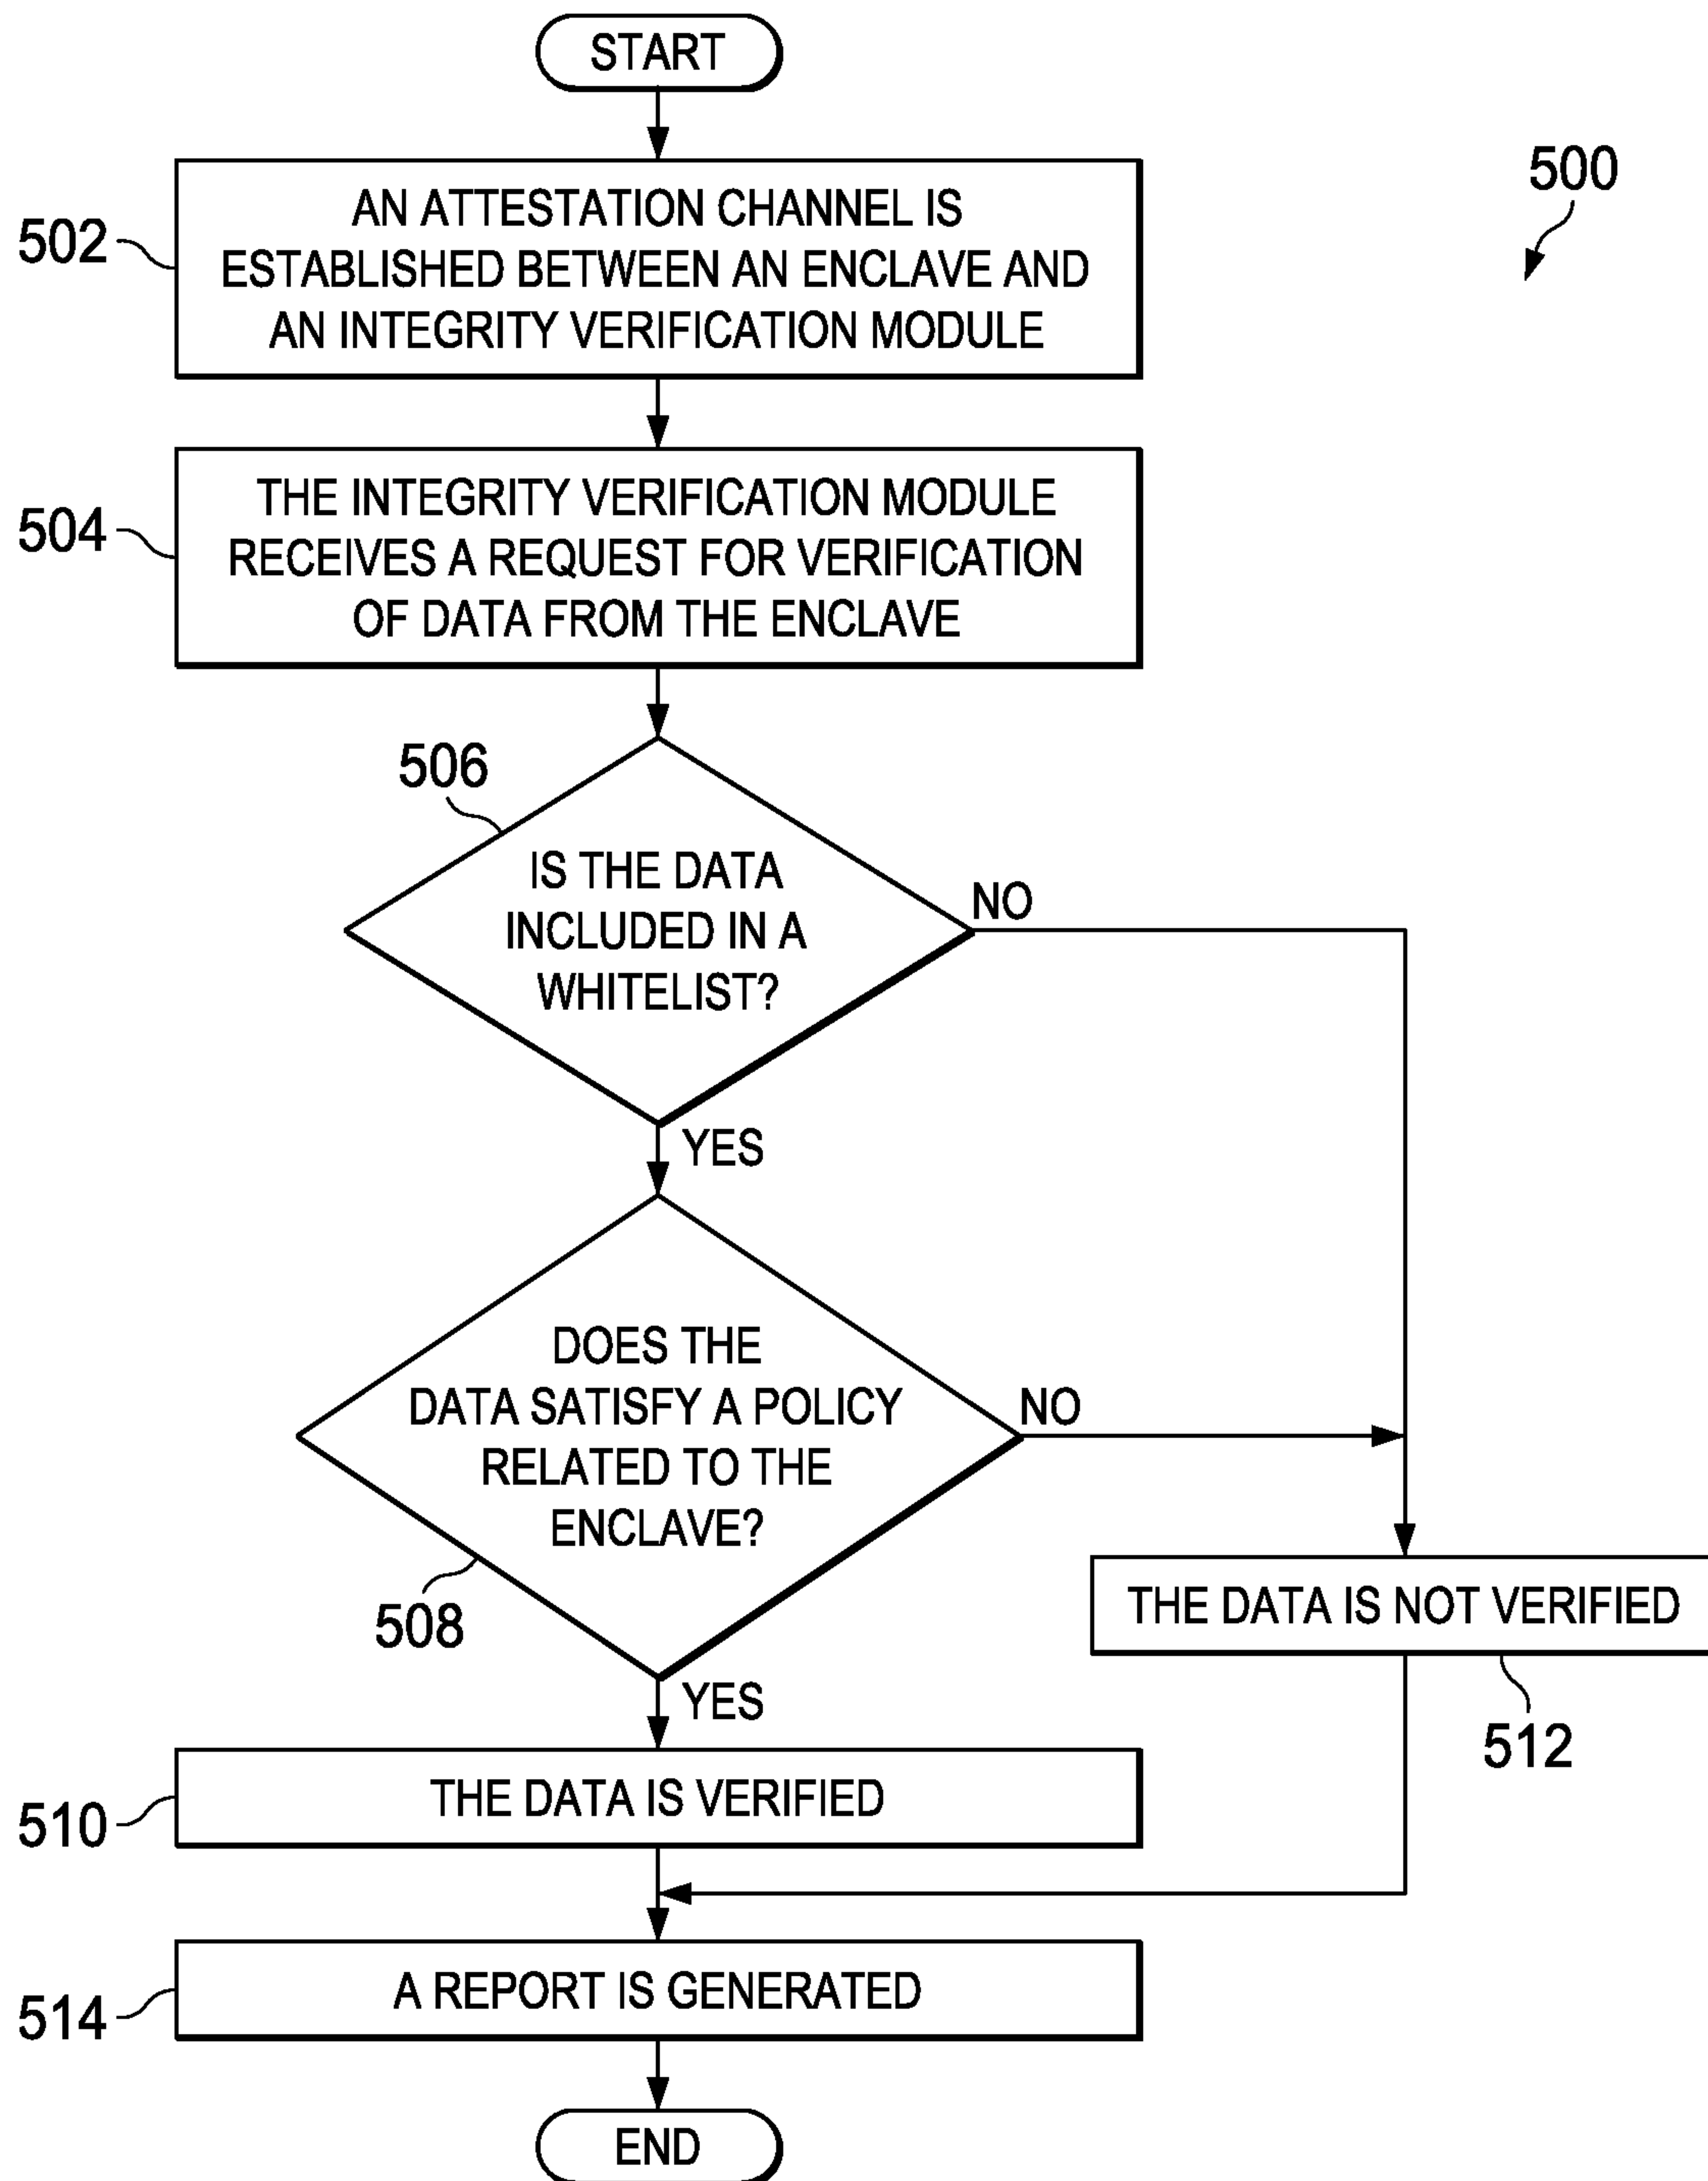 START
500
502
AN ATTESTATION CHANNEL IS
ESTABLISHED BETWEEN AN ENCLAVE AND
AN INTEGRITY VERIFICATION MODULE
504
THE INTEGRITY VERIFICATION MODULE
RECEIVES A REQUEST FOR VERIFICATION
OF DATA FROM THE ENCLAVE
506
IS THE DATA
INCLUDED IN A
WHITELIST?
NO
YES
DOES THE
DATA SATISFY A POLICY
RELATED TO THE
ENCLAVE?
NO
508
YES
THE DATA IS NOT VERIFIED
512
510
THE DATA IS VERIFIED
514
A REPORT IS GENERATED
END